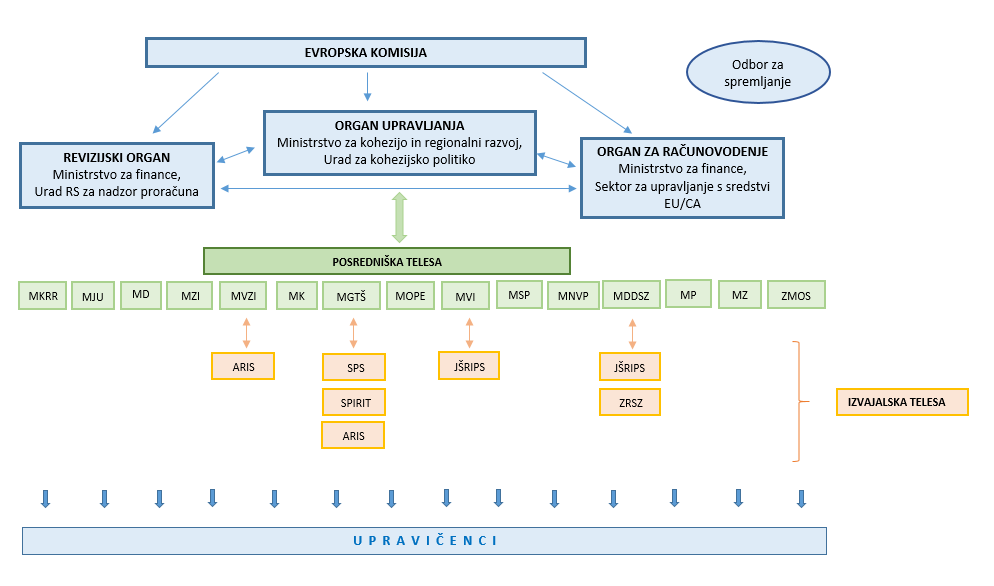 EVROPSKA KOMISIJA
Odbor za
spremljanje
ORGAN UPRAVLJANJA
Ministrstvo za kohezijo in regionalni razvoj,
Urad za kohezijsko politiko
REVIZIJSKI ORGAN
Ministrstvo za finance,
Urad RS za nadzor proračuna
ORGAN ZA RAČUNOVODENJE
Ministrstvo za finance,
Sektor za upravljanje s sredstvi
EU/CA
POSREDNIŠKA TELESA
MKRR MJU MD MZI MVZI MK MGTŠ MOPE MVI MSP MNVP MDDSZ MP MZ ZMOS
ARIS SPS JŠRIPS JŠRIPS
SPIRIT ZRSZ IZVAJALSKA TELESA
ARIS
UPRAVIČENCI